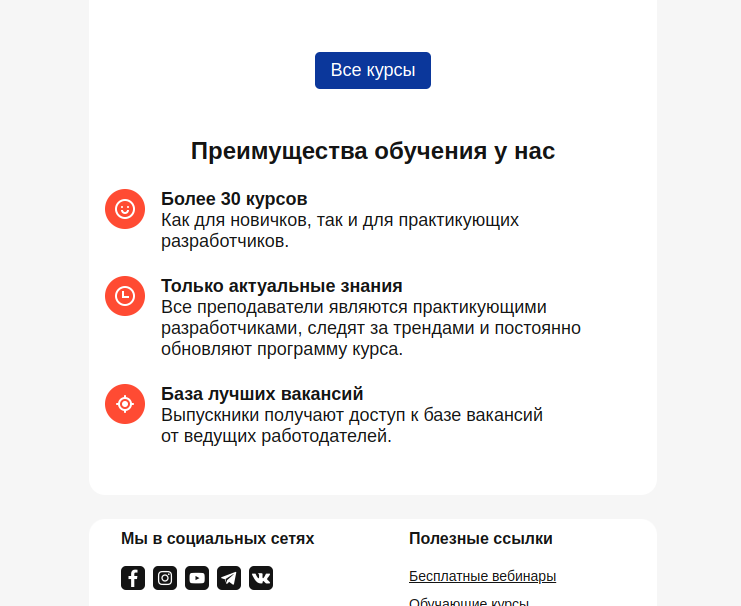 Все курсы
Преимущества обучения у нас
Более 30 курсов
Как для новичков, так и для практикующих
разработчиков.
Только актуальные знания
Все преподаватели являются практикующими
разработчиками, следят за трендами и постоянно
обновляют программу курса.
База лучших вакансий
Выпускники получают доступ к базе вакансий
от ведущих работодателей.
Мы в социальных сетях
Полезные ссылки
Бесплатные вебинары
Обучающие курсы